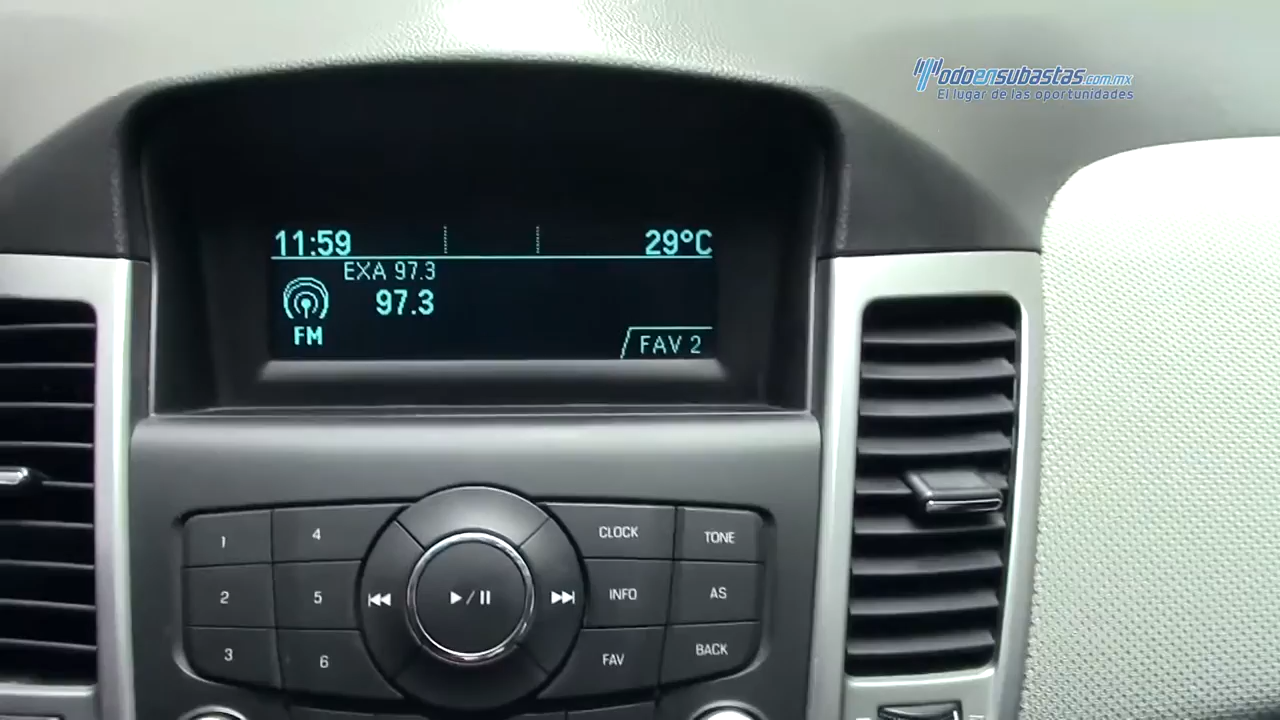 Todoensubastas.com.mx
El lugar de las oportunidades
11:59 29°C
EXA 97.3
97.3
FM
FAV 2
1 4 CLOCK TONE
2 5 INFO AS
3 6 FAV BACK